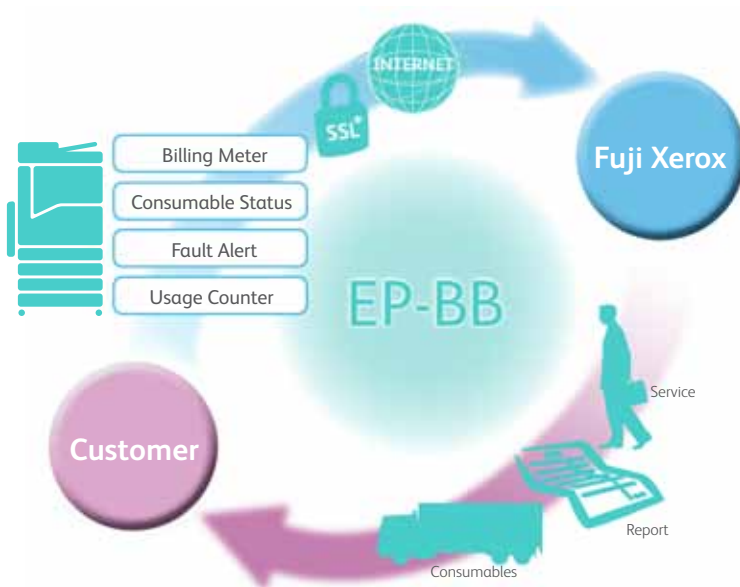 INTERNET
SSL*
Fuji Xerox
Billing Meter
Consumable Status
Fault Alert
Usage Counter
EP-BB
Service
Customer
Report
Consumables